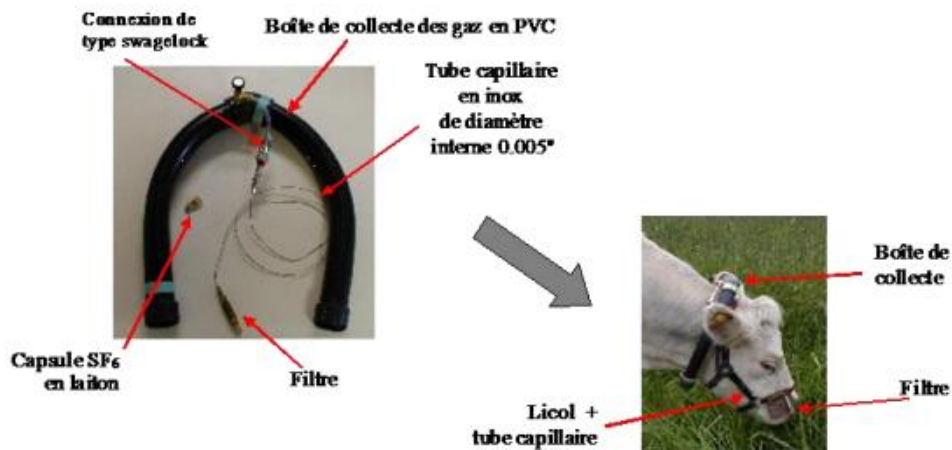 Connexion de
type swagelock
Boîte de collecte des gaz en PVC
Tube capillaire
en inox
de diamètre
interne 0.005"
Capsule SF₆
en laiton
Filtre
Boîte de
collecte
Licol +
tube capillaire
Filtre